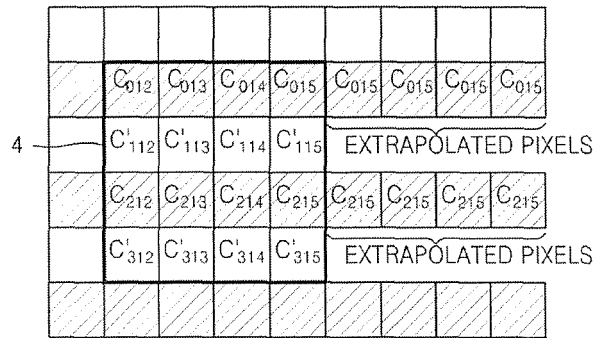 C012 C013 C014 C015 C015 C015 C015 C015
4 C'112 C'113 C'114 C'115 EXTRAPOLATED PIXELS
C212 C213 C214 C215 C215 C215 C215 C215
C'312 C'313 C'314 C'315 EXTRAPOLATED PIXELS